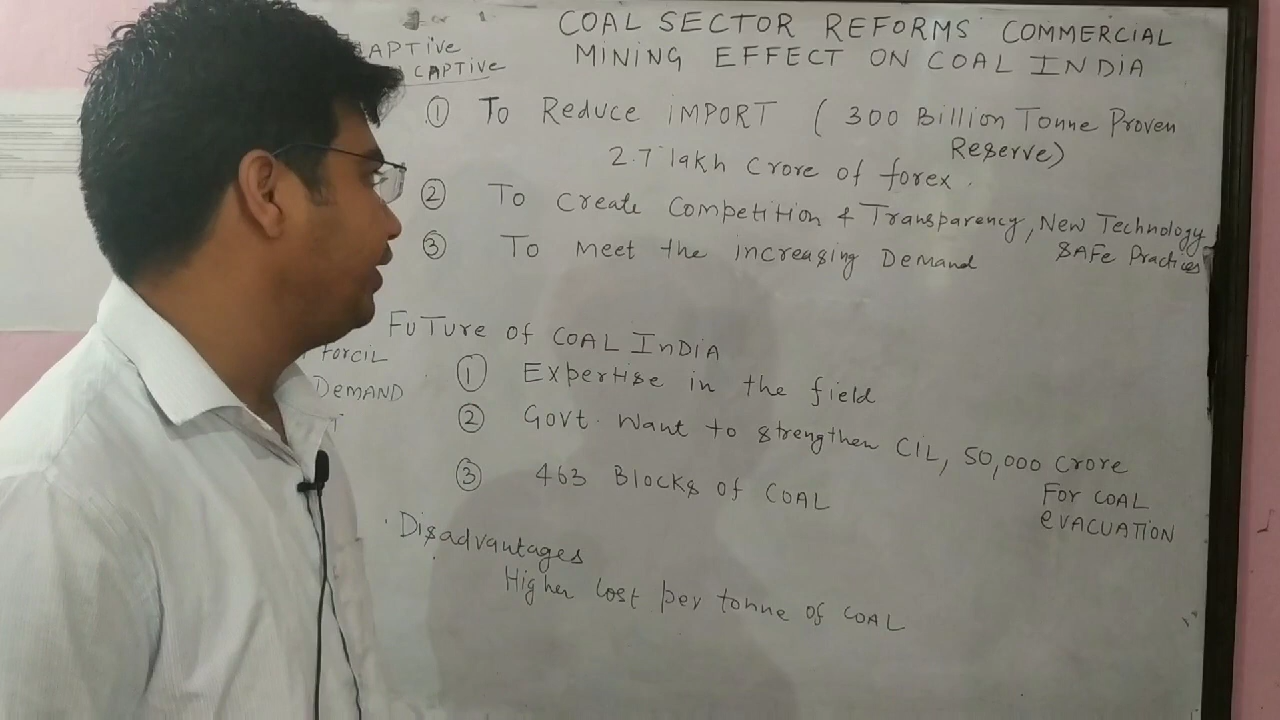 COAL SECTOR REFORMS COMMERCIAL
MINING EFFECT ON COAL INDIA
APTIVE
CAPTIVE
① To Reduce IMPORT ( 300 Billion Tonne Proven
Reserve)
2.7 lakh crore of forex.
② To create Competition & Transparency, New Technology
SAFe Practices
③ To meet the increasing Demand
FuTure of COAL INDIA
① Expertise in the field
② Govt. Want to strengthen CIL, 50,000 crore
For COAL
evACUATION
③ 463 Blocks of COAL
ForCIL
DeMAND
T
Disadvantages
Higher Cost per tonne of COAL